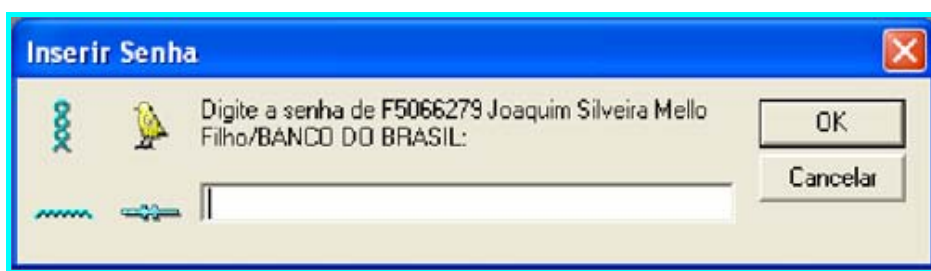 Inserir Senha
Digite a senha de F5066279 Joaquim Silveira Mello
Filho/BANCO DO BRASIL:
OK
Cancelar